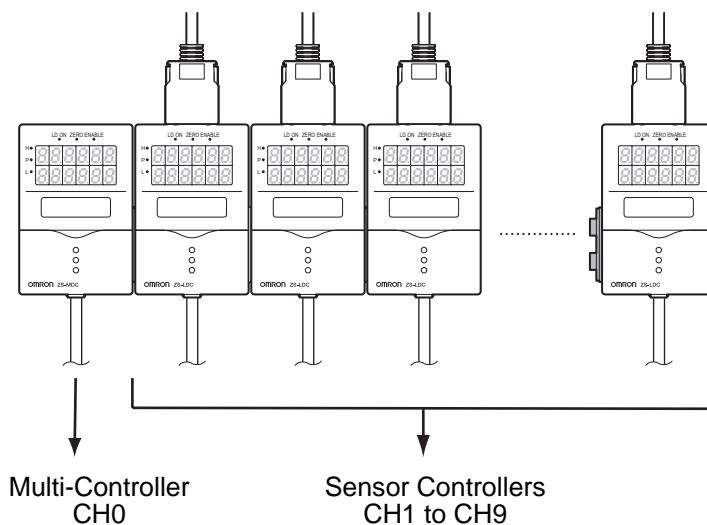 LD ON ZERO ENABLE
H
P
L
OMRON ZS-MDC
LD ON ZERO ENABLE
H
P
L
OMRON ZS-LDC
LD ON ZERO ENABLE
H
P
L
OMRON ZS-LDC
LD ON ZERO ENABLE
H
P
L
OMRON ZS-LDC
LD ON ZERO ENABLE
OMRON ZS-LDC
Multi-Controller
CH0
Sensor Controllers
CH1 to CH9